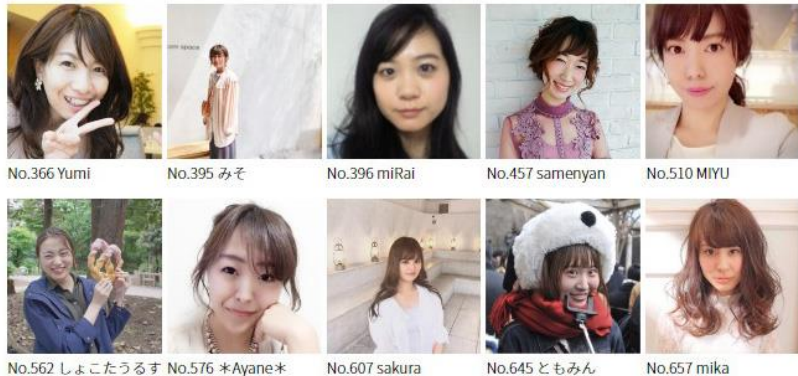 No.366 Yumi
No.395 みそ
No.396 miRai
No.457 samenyan
No.510 MIYU
No.562 しょこたうるす
No.576 ＊Ayane＊
No.607 sakura
No.645 ともみん
No.657 mika